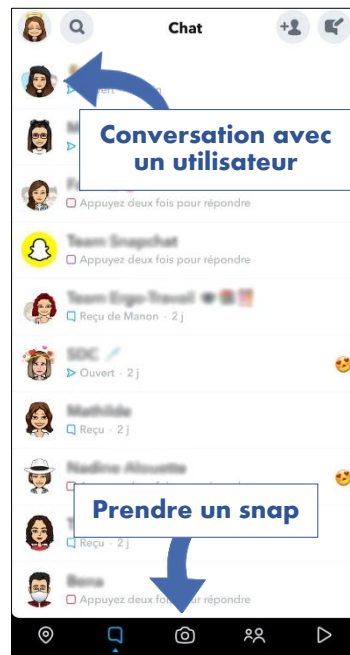 Chat
Conversation avec
un utilisateur
Appuyez deux fois pour répondre
Team Snapchat
Appuyez deux fois pour répondre
Team Ergo-Travail
Reçu de Manon - 2 j
SDC
Ouvert - 2 j
Mathilde
Reçu - 2 j
Nadine Alouette
Prendre un snap
Reçu - 2 j
Bena
Appuyez deux fois pour répondre